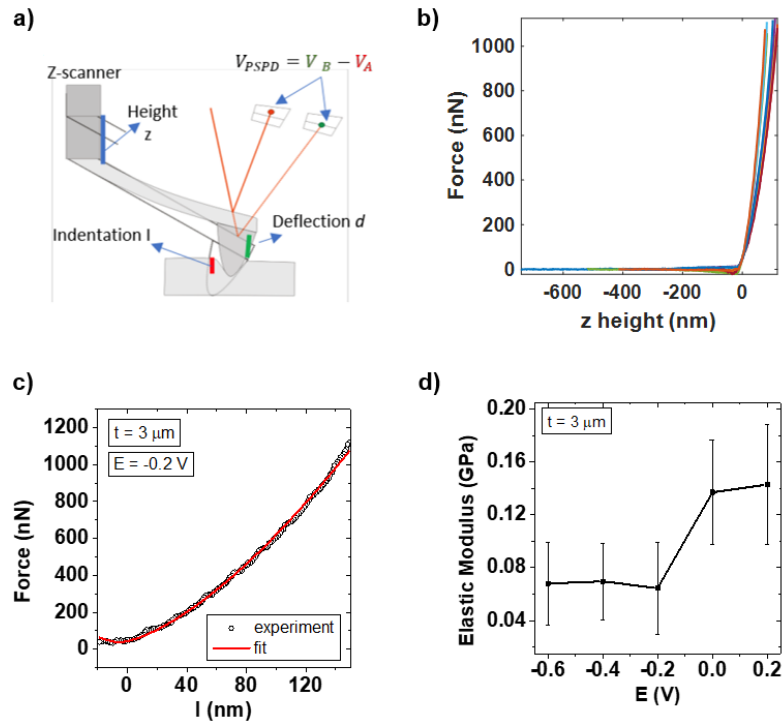 a)
Z-scanner
Height
z
V_PSPD = V_B − V_A
Indentation I
Deflection d
b)
Force (nN)
1000
800
600
400
200
0
-600
-400
-200
0
z height (nm)
c)
t = 3 μm
E = -0.2 V
Force (nN)
1200
1000
800
600
400
200
0
0
40
80
120
experiment
fit
I (nm)
d)
t = 3 μm
Elastic Modulus (GPa)
0.20
0.16
0.12
0.08
0.04
-0.6
-0.4
-0.2
0.0
0.2
E (V)